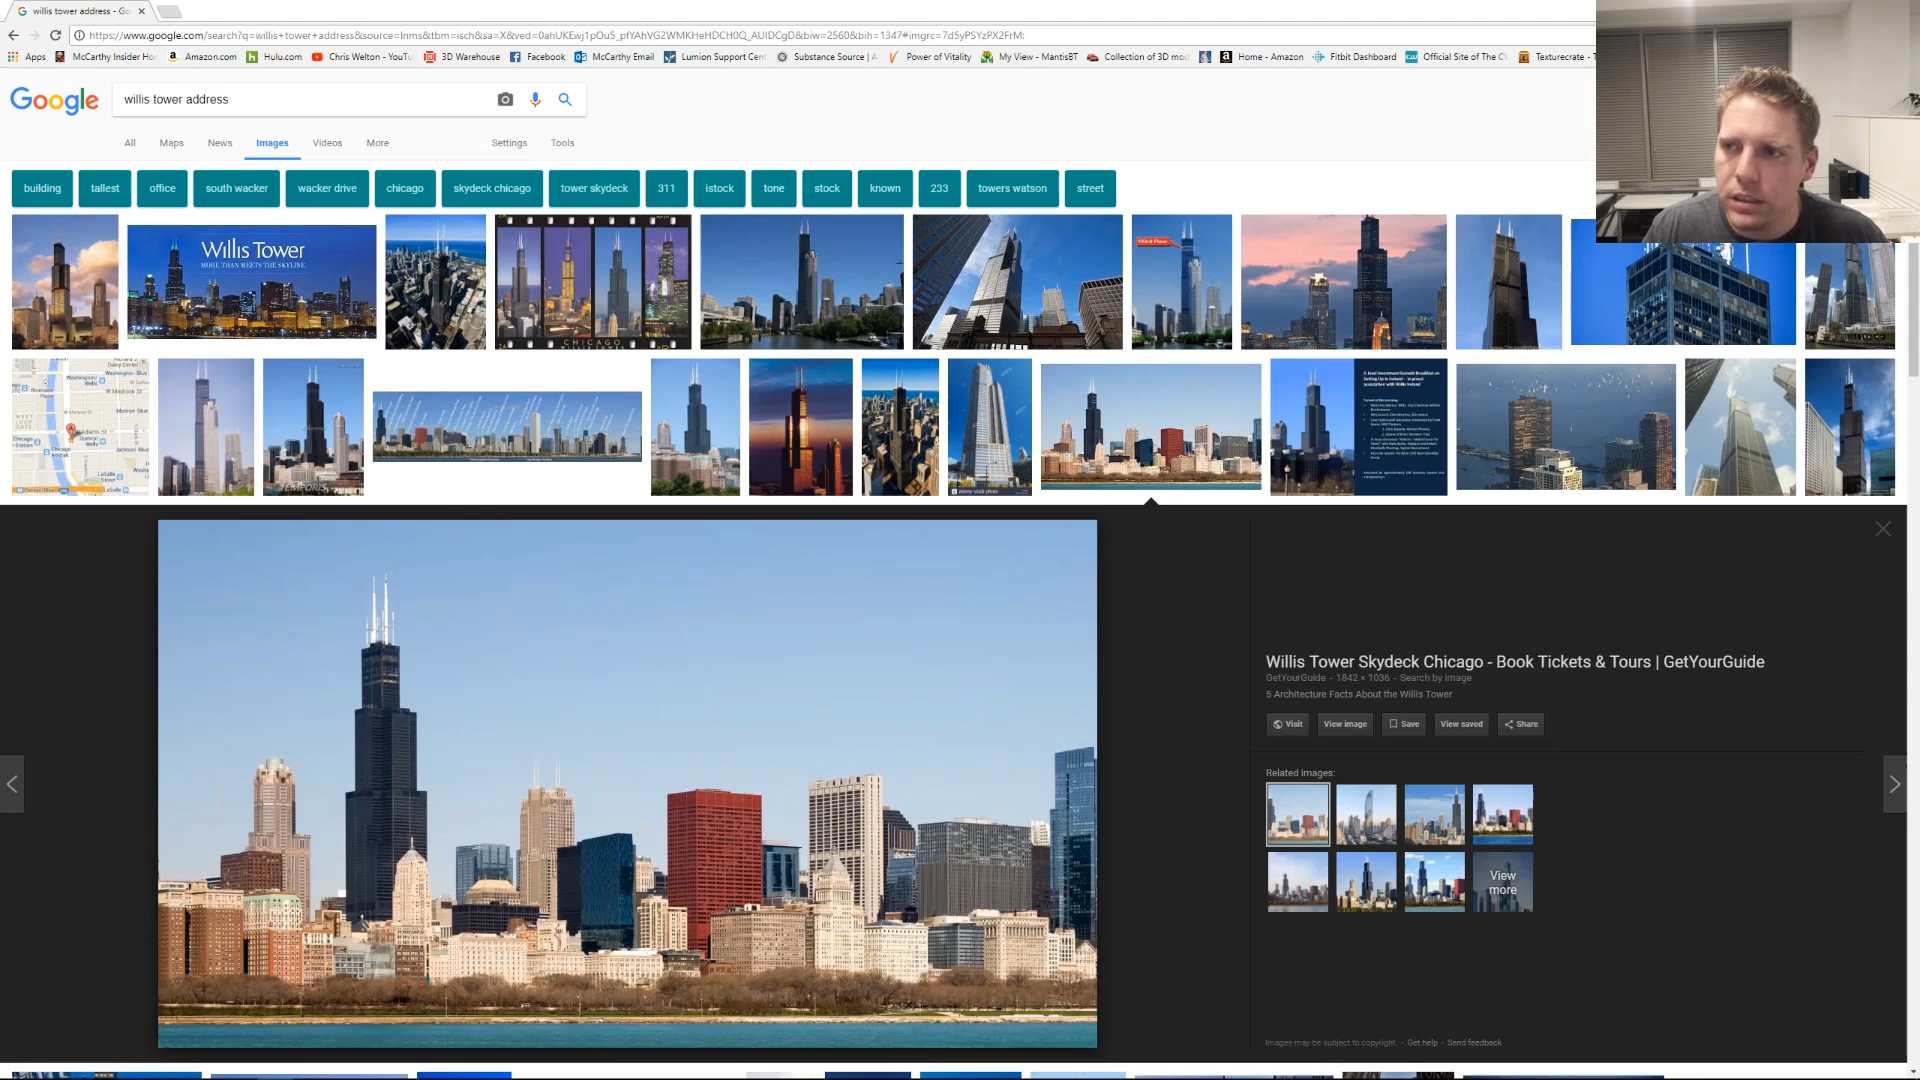 willis tower address - Go
https://www.google.com/search?q=willis+tower+address&source=lnms&tbm=isch&sa=X&ved=0ahUKEwj1pOu5_pfYAhVG2WMKHeHDCH0Q_AUIDCgD&biw=2560&bih=1347#imgrc=7d5yPSYzPX2FrM:
Apps McCarthy Insider Ho Amazon.com Hulu.com Chris Welton - YouTu 3D Warehouse Facebook McCarthy Email Lumion Support Cent Substance Source | Al Power of Vitality My View - MantisBT Collection of 3D mod Home - Amazon Fitbit Dashboard Official Site of The C Texturecrate - T
Google
willis tower address
All Maps News Images Videos More Settings Tools
building tallest office south wacker wacker drive chicago skydeck chicago tower skydeck 311 istock tone stock known 233 towers watson street
Willis Tower
MORE THAN MEETS THE SKYLINE
CHICAGO
Willis Tower Skydeck Chicago - Book Tickets & Tours | GetYourGuide
GetYourGuide - 1842 × 1036 - Search by image
5 Architecture Facts About the Willis Tower
Visit View image Save View saved Share
Related images:
View more
Images may be subject to copyright. - Get help - Send feedback